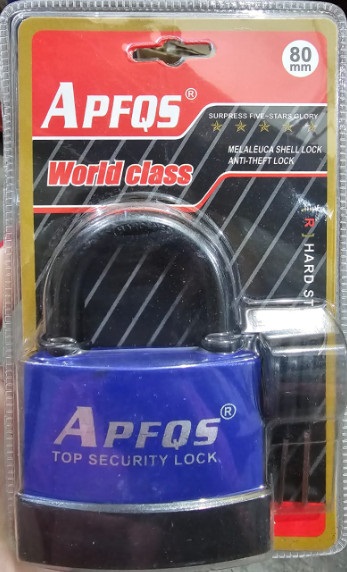 80
mm
APFQS®
SURPRESS FIVE-STARS GLORY
MELALEUCA SHELL LOCK
ANTI-THEFT LOCK
World class
(R) HARD S
APFQS®
TOP SECURITY LOCK